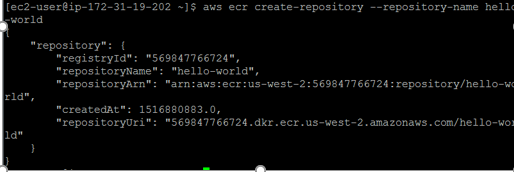 [ec2-user@ip-172-31-19-202 ~]$ aws ecr create-repository --repository-name hello
-world
{
    "repository": {
        "registryId": "569847766724",
        "repositoryName": "hello-world",
        "repositoryArn": "arn:aws:ecr:us-west-2:569847766724:repository/hello-wo
rld",
        "createdAt": 1516880883.0,
        "repositoryUri": "569847766724.dkr.ecr.us-west-2.amazonaws.com/hello-wor
ld"
    }
}